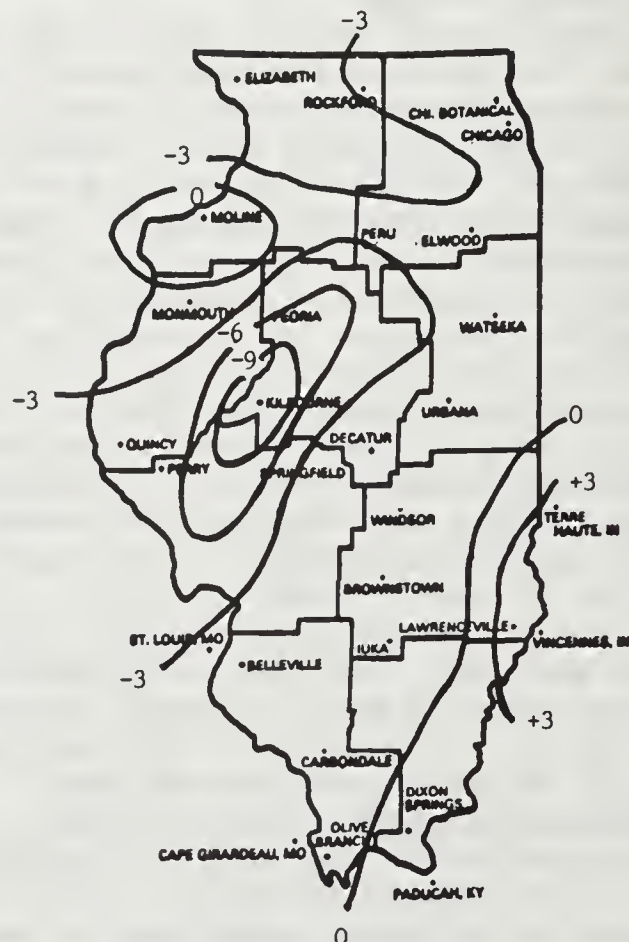 -3
ELIZABETH
ROCKFORD
CHI. BOTANICAL
CHICAGO
-3
0
MOLINE
PERU
ELWOOD
MONMOUTH
-6
PEORIA
WATSEKA
-9
-3
KILBOURNE
URBANA
0
QUINCY
DECATUR
PERRY
SPRINGFIELD
+3
WINDSOR
TERRE
HAUTE, IN
BROWNSTOWN
LAWRENCEVILLE
ST. LOUIS, MO
IUKA
VINCENNES, IN
BELLEVILLE
-3
+3
CARBONDALE
DIXON
SPRINGS
OLIVE
BRANCH
CAPE GIRARDEAU, MO
PADUCAH, KY
0